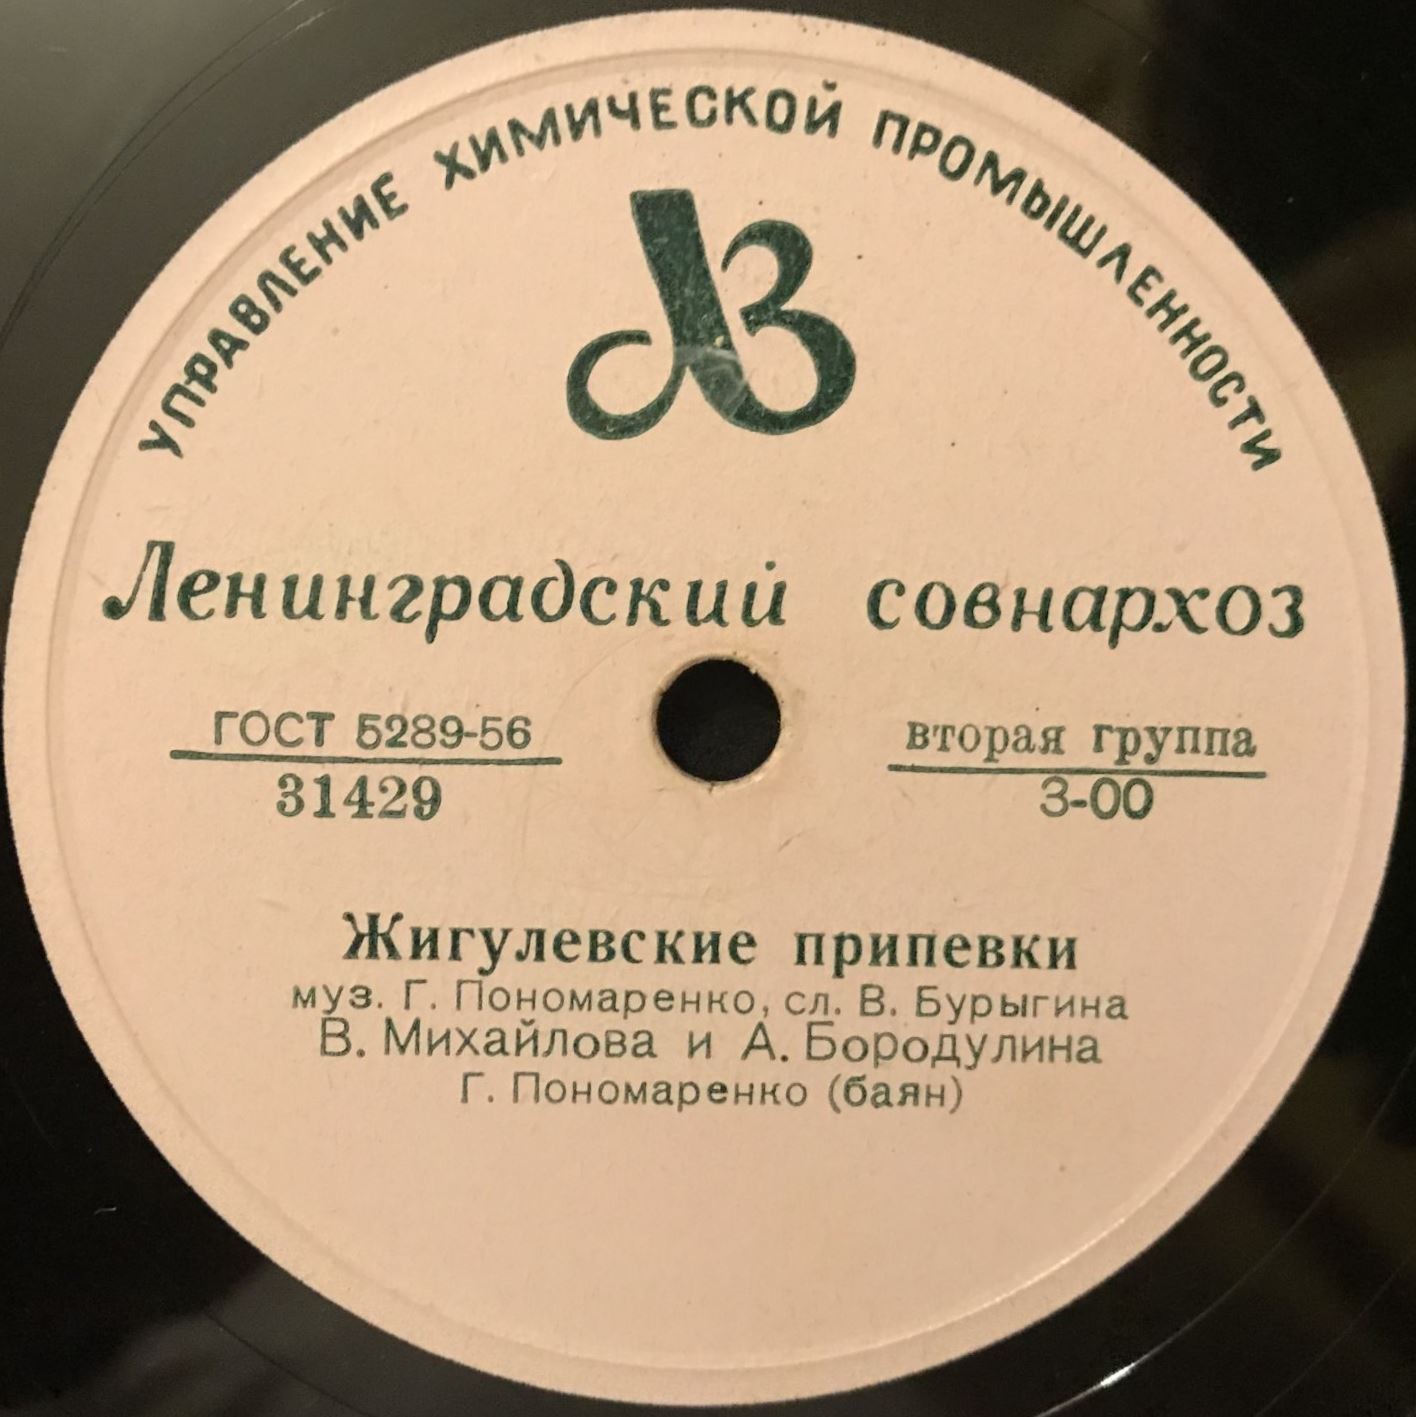 УПРАВЛЕНИЕ ХИМИЧЕСКОЙ ПРОМЫШЛЕННОСТИ
ЛВ
Ленинградский совнархоз
ГОСТ 5289-56
31429
вторая группа
3-00
Жигулевские припевки
муз. Г. Пономаренко, сл. В. Бурыгина
В. Михайлова и А. Бородулина
Г. Пономаренко (баян)